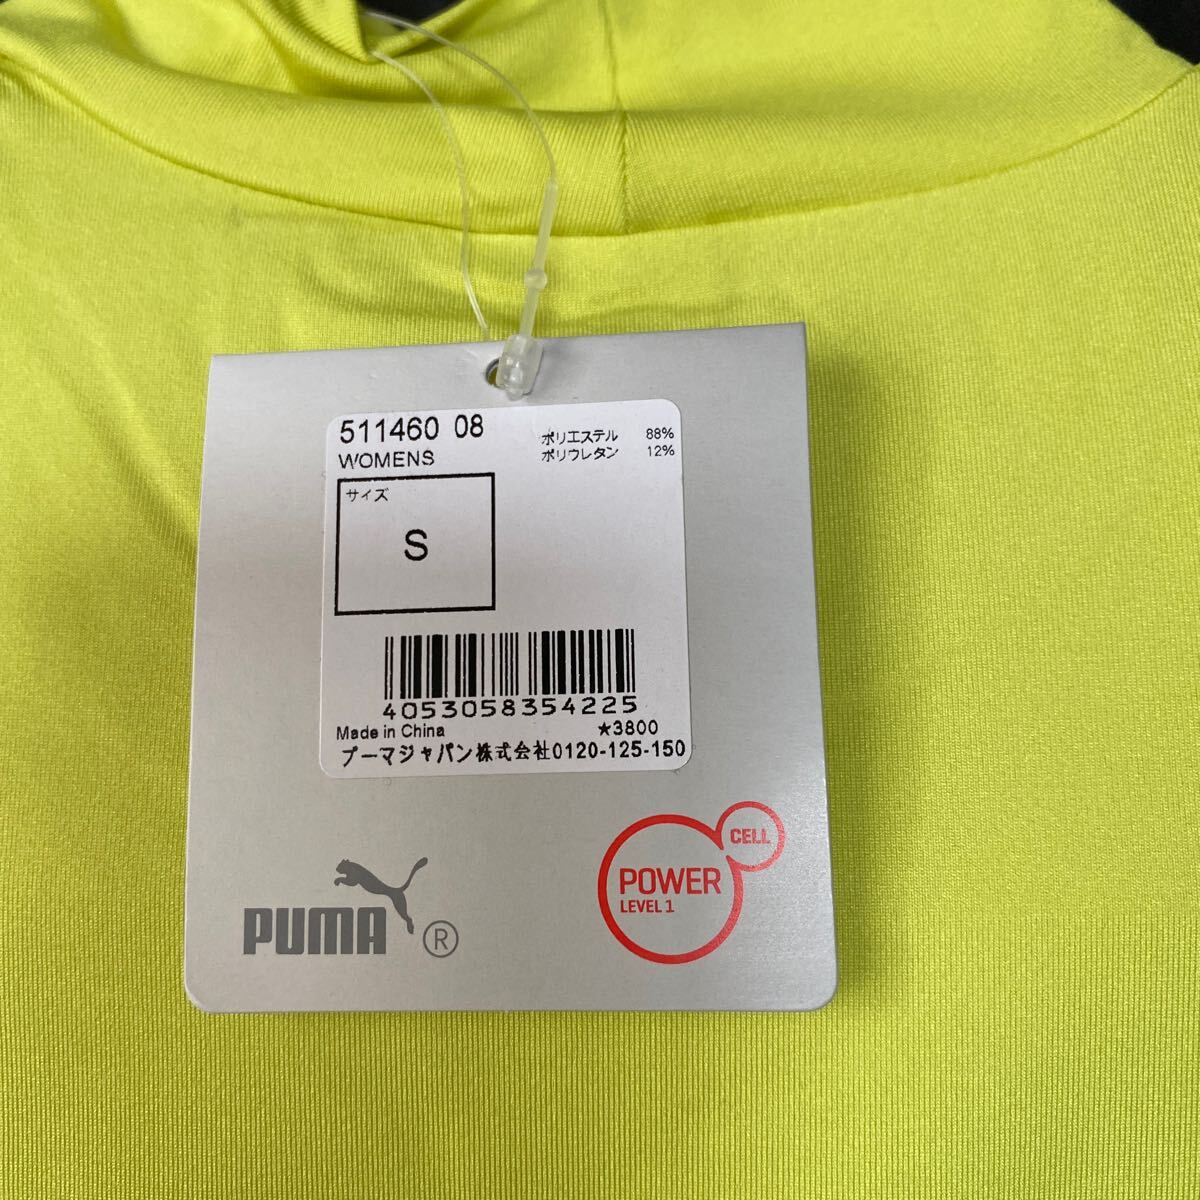 511460 08
WOMENS
ポリエステル 88%
ポリウレタン 12%
サイズ
S
4053058354225
Made in China ★3800
プーマジャパン株式会社0120-125-150
PUMA ®
CELL
POWER
LEVEL 1